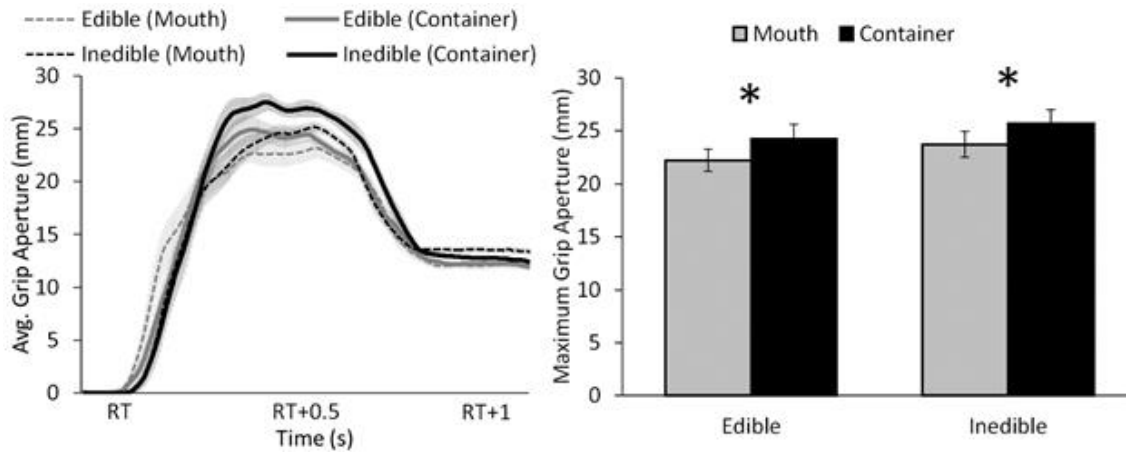 Edible (Mouth) Edible (Container)
Inedible (Mouth) Inedible (Container)
Avg. Grip Aperture (mm)
30
25
20
15
10
5
0
RT RT+0.5 RT+1
Time (s)
Mouth Container
Maximum Grip Aperture (mm)
30
25
20
15
10
5
0
* *
Edible Inedible